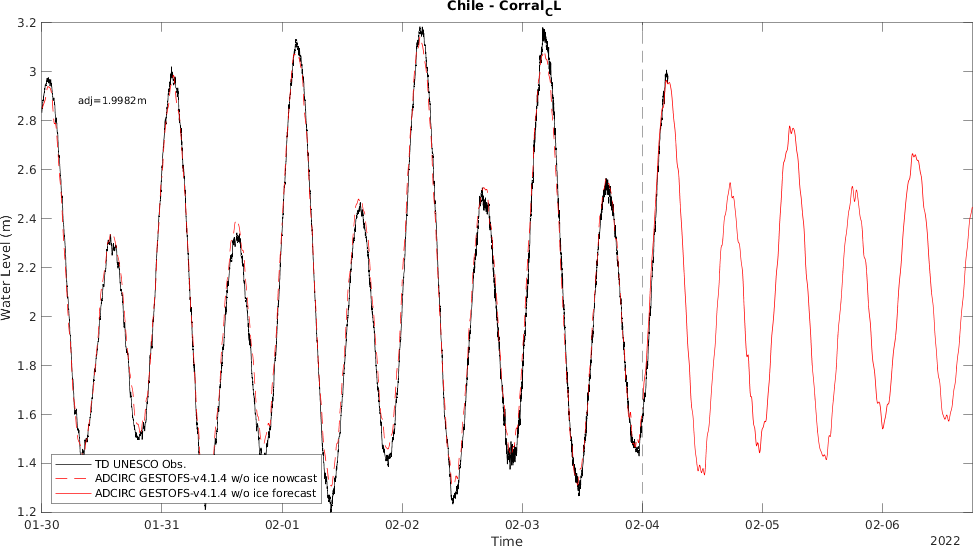 Chile - Corral_CL
3.2
3
2.8
2.6
2.4
2.2
2
1.8
1.6
1.4
1.2
Water Level (m)
adj=1.9982m
TD UNESCO Obs.
ADCIRC GESTOFS-v4.1.4 w/o ice nowcast
ADCIRC GESTOFS-v4.1.4 w/o ice forecast
01-30 01-31 02-01 02-02 02-03 02-04 02-05 02-06
Time
2022